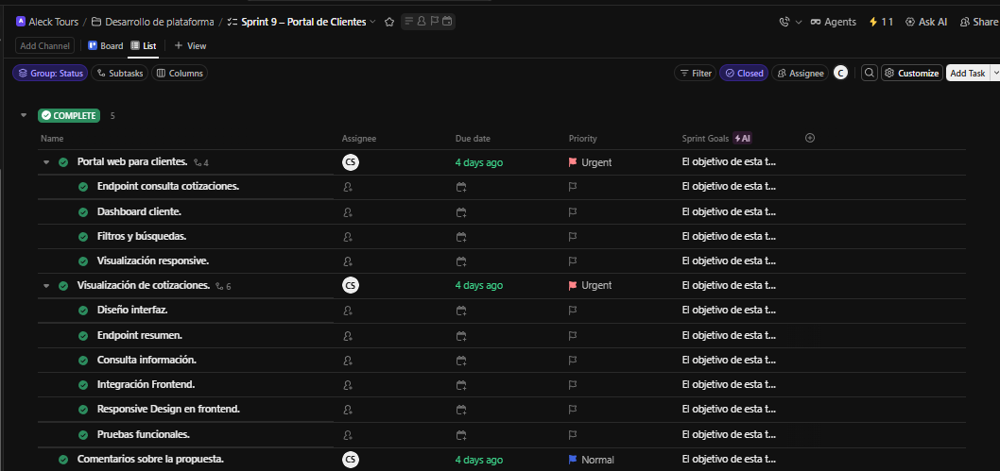 Aleck Tours / Desarrollo de plataforma / Sprint 9 – Portal de Clientes Agents 11 Ask AI Share
Add Channel Board List + View
Group: Status Subtasks Columns Filter Closed Assignee C Customize Add Task
COMPLETE 5
Name Assignee Due date Priority Sprint Goals AI
Portal web para clientes. 4 CS 4 days ago Urgent El objetivo de esta t...
Endpoint consulta cotizaciones. El objetivo de esta t...
Dashboard cliente. El objetivo de esta t...
Filtros y búsquedas. El objetivo de esta t...
Visualización responsive. El objetivo de esta t...
Visualización de cotizaciones. 6 CS 4 days ago Urgent El objetivo de esta t...
Diseño interfaz. El objetivo de esta t...
Endpoint resumen. El objetivo de esta t...
Consulta información. El objetivo de esta t...
Integración Frontend. El objetivo de esta t...
Responsive Design en frontend. El objetivo de esta t...
Pruebas funcionales. El objetivo de esta t...
Comentarios sobre la propuesta. CS 4 days ago Normal El objetivo de esta t...